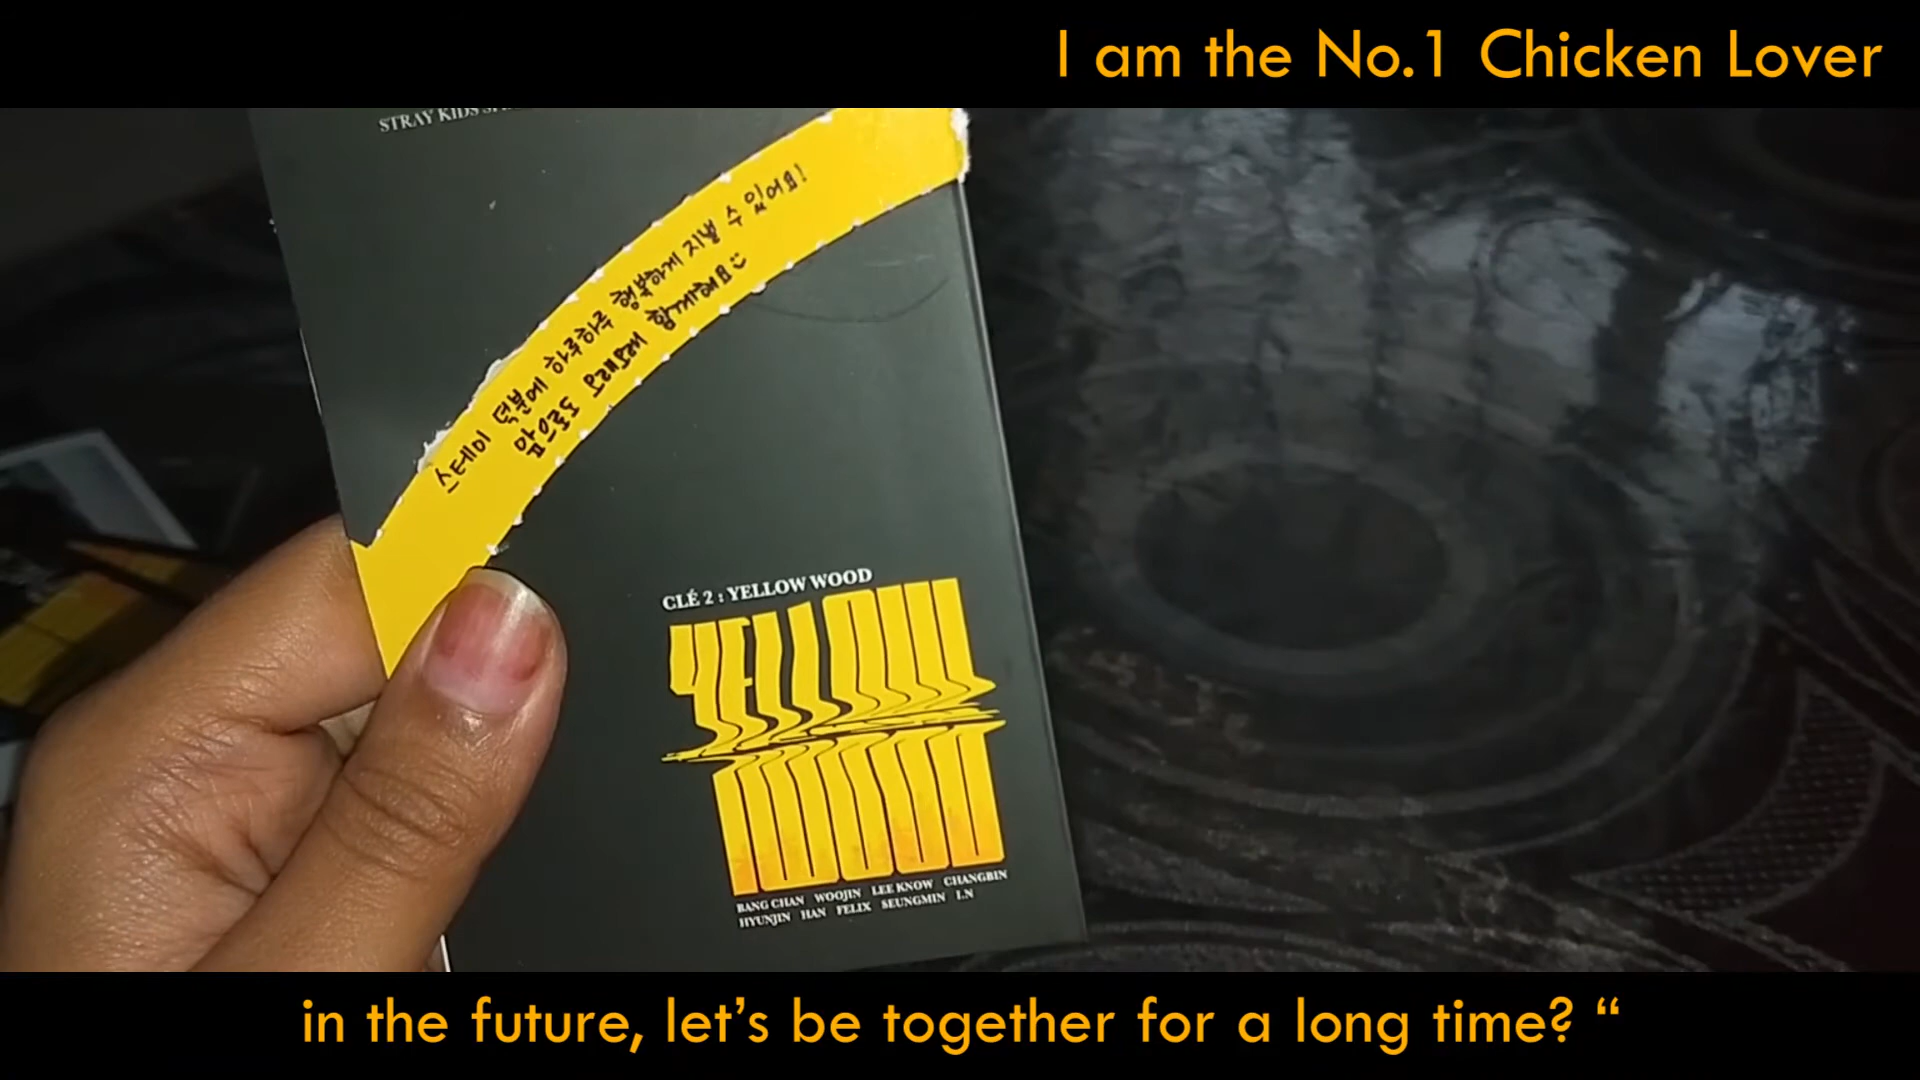 I am the No.1 Chicken Lover
STRAY KIDS
스테이 덕분에 하루하루 행복하게 지낼 수 있어요!
앞으로도 오래오래 함께해요
CLÉ 2 : YELLOW WOOD
YELLOW
WOOD
BANG CHAN WOOJIN LEE KNOW CHANGBIN
HYUNJIN HAN FELIX SEUNGMIN I.N
in the future, let’s be together for a long time? “